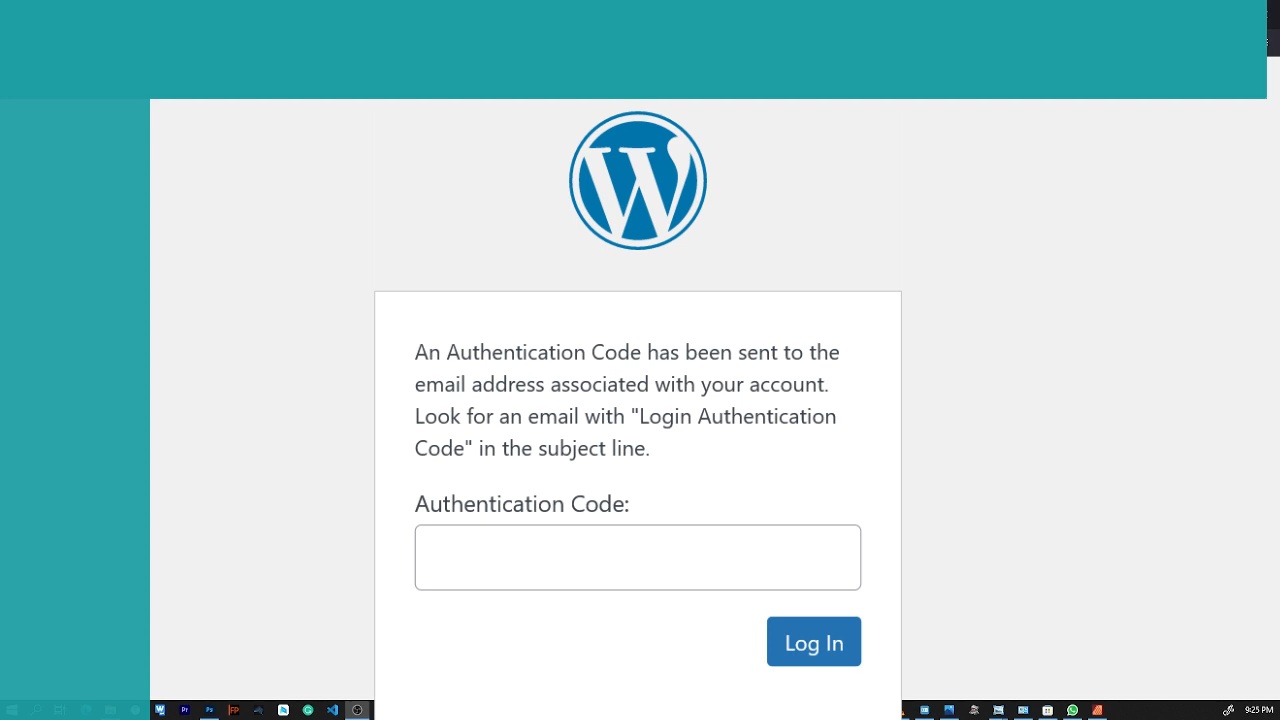 An Authentication Code has been sent to the
email address associated with your account.
Look for an email with "Login Authentication
Code" in the subject line.
Authentication Code:
Log In
9:25 PM